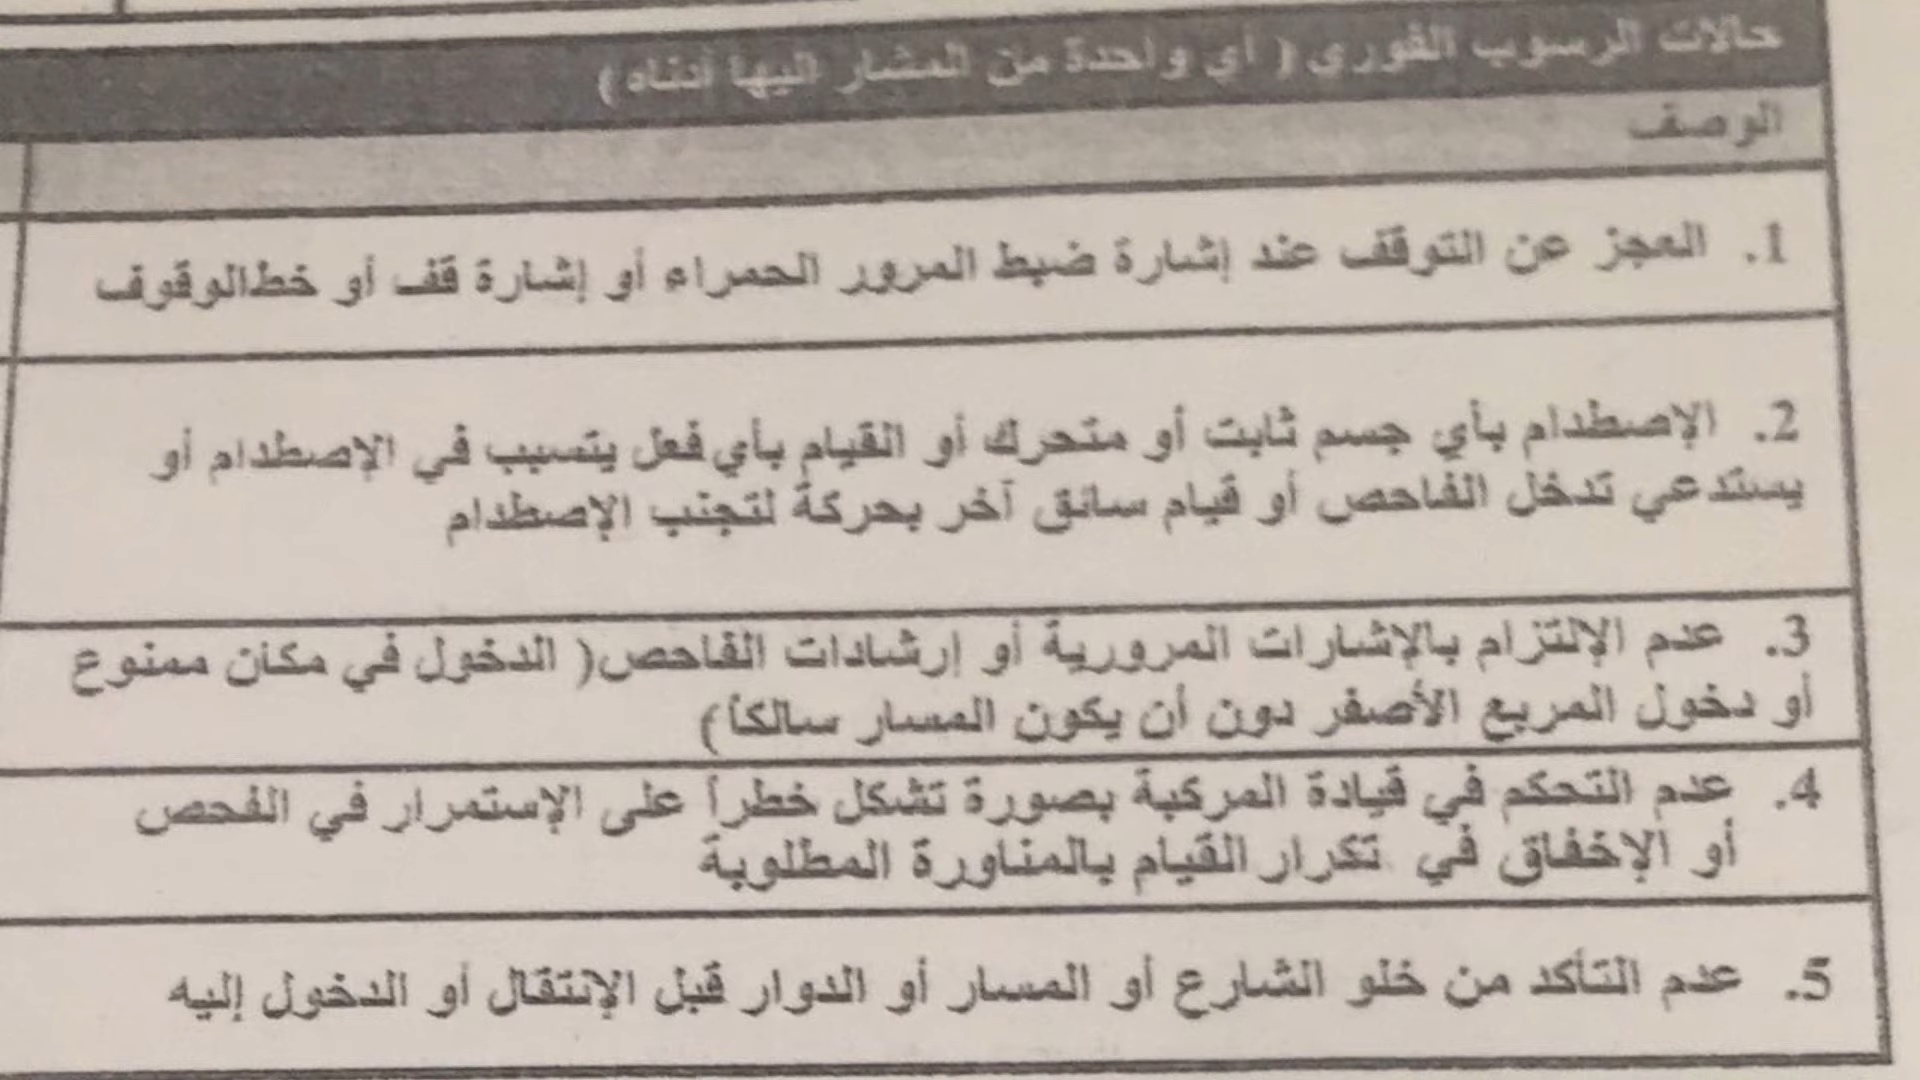 حالات الرسوب الفوري ( أي واحدة من المشار إليها أدناه )
الوصف
1. العجز عن التوقف عند إشارة ضبط المرور الحمراء أو إشارة قف أو خط الوقوف
2. الإصطدام بأي جسم ثابت أو متحرك أو القيام بأي فعل يتسبب في الإصطدام أو
يستدعي تدخل الفاحص أو قيام سائق آخر بحركة لتجنب الإصطدام
3. عدم الإلتزام بالإشارات المرورية أو إرشادات الفاحص( الدخول في مكان ممنوع
أو دخول المربع الأصفر دون أن يكون المسار سالكاً)
4. عدم التحكم في قيادة المركبة بصورة تشكل خطراً على الإستمرار في الفحص
أو الإخفاق في تكرار القيام بالمناورة المطلوبة
5. عدم التأكد من خلو الشارع أو المسار أو الدوار قبل الإنتقال أو الدخول إليه